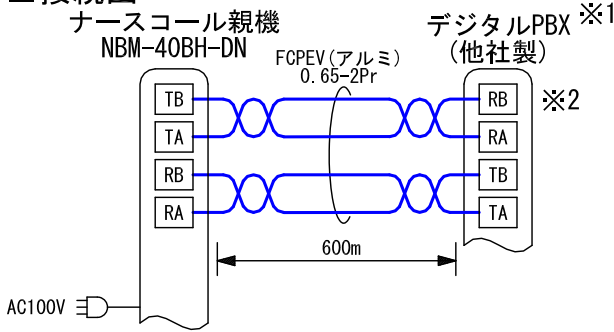 ナースコール親機
NBM-40BH-DN
デジタルPBX ※1
(他社製)
FCPEV(アルミ)
0.65-2Pr
※2
TB
RB
TA
RA
RB
TB
RA
TA
600m
AC100V